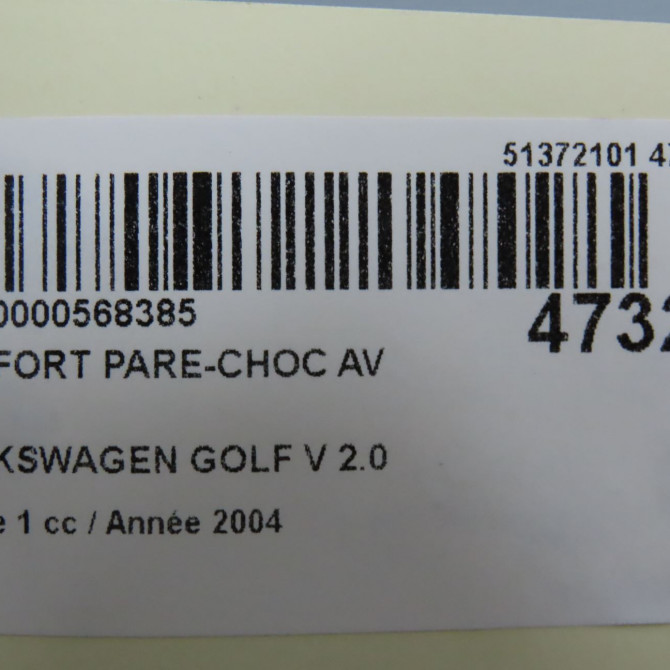 51372101 47
0000568385
4732
FORT PARE-CHOC AV
KSWAGEN GOLF V 2.0
e 1 cc / Année 2004